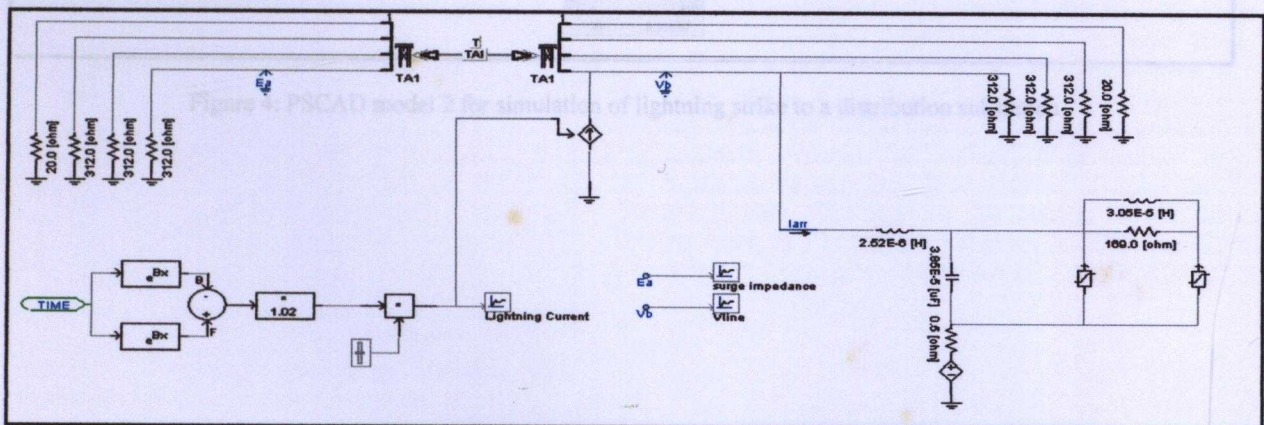 T
TAI
TA1
TA1
Ea
Vb
20.0 [ohm]
312.0 [ohm]
312.0 [ohm]
312.0 [ohm]
312.0 [ohm]
312.0 [ohm]
312.0 [ohm]
20.0 [ohm]
Figure 4: PSCAD model 2 for simulation of lightning strike to a distribution
Iarr
2.52E-6 [H]
3.05E-5 [H]
169.0 [ohm]
3.85E-5 [uF]
0.5 [ohm]
TIME
e Bx
e Bx
B
-
+
F
*
1.02
*
Lightning Current
Ea
surge impedance
Vb
Vline